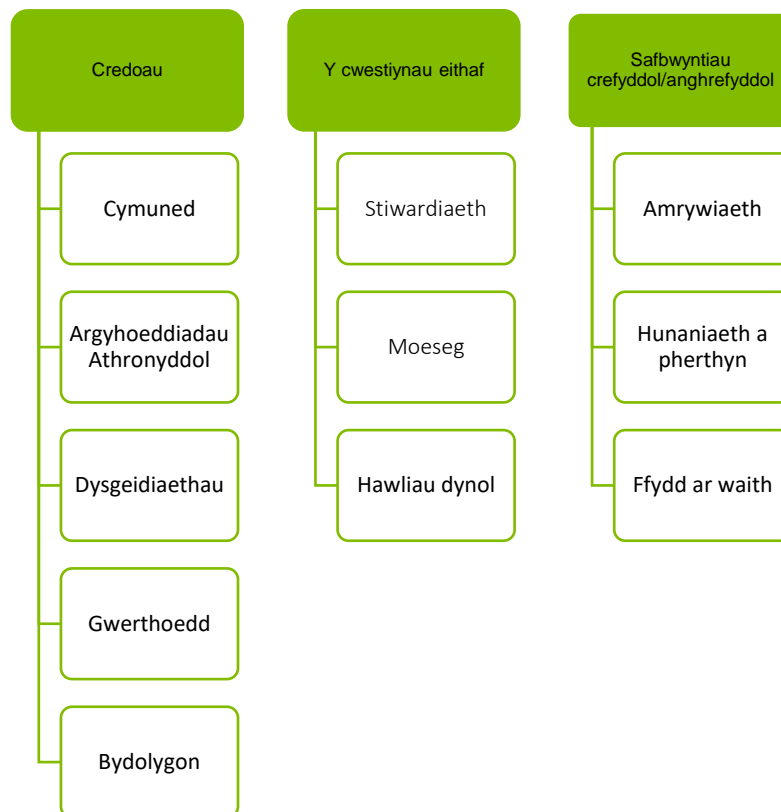 Credoau
Cymuned
Argyhoeddiadau
Athronyddol
Dysgeidiaethau
Gwerthoedd
Bydolygon
Y cwestiynau eithaf
Stiwardiaeth
Moeseg
Hawliau dynol
Safbwyntiau
crefyddol/anghrefyddol
Amrywiaeth
Hunaniaeth a
pherthyn
Ffydd ar waith